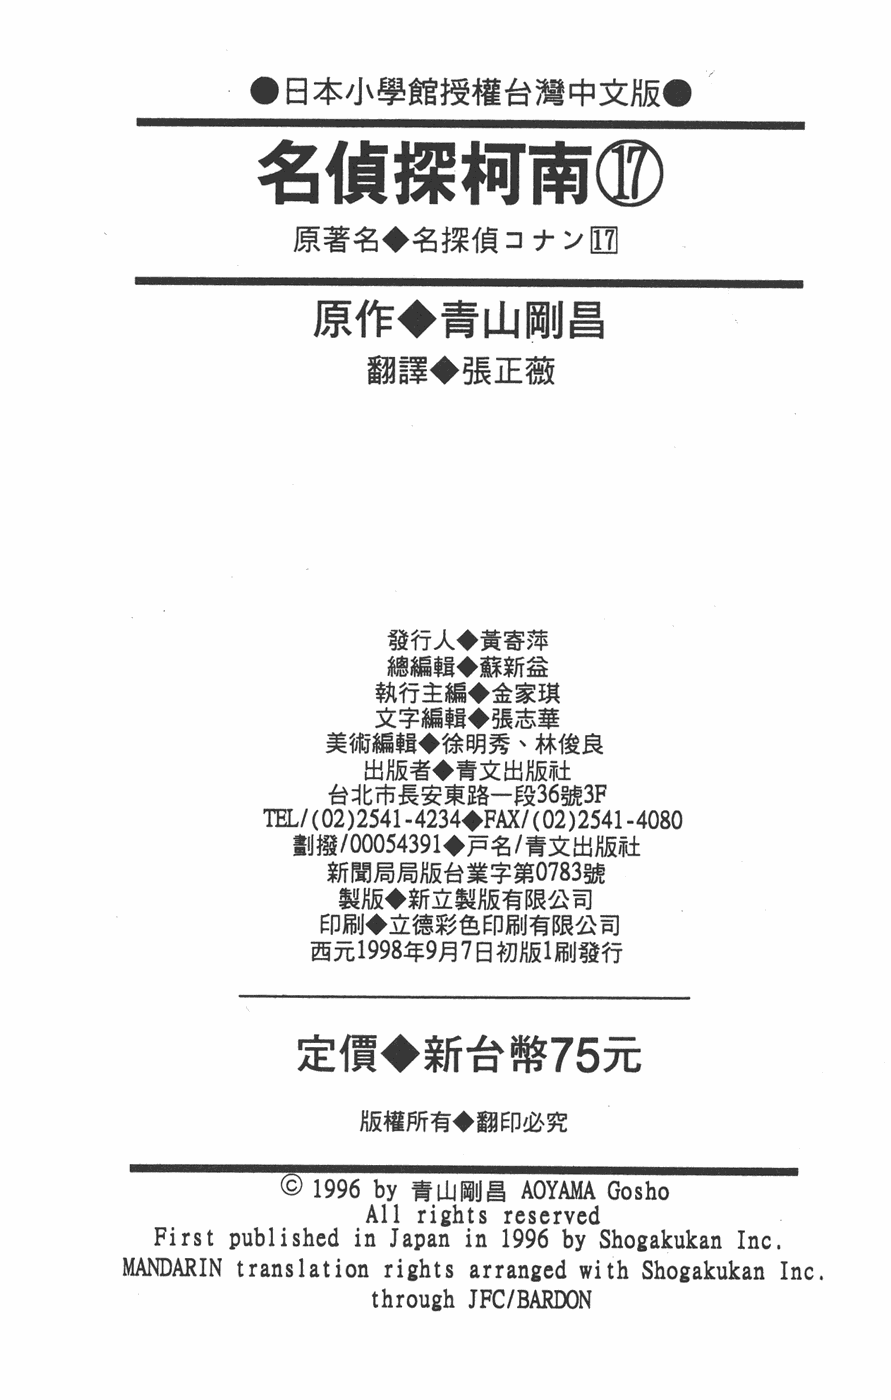 ●日本小學館授權台灣中文版●
名偵探柯南⑰
原著名◆名探偵コナン17
原作◆青山剛昌
翻譯◆張正薇
發行人◆黃寄萍
總編輯◆蘇新益
執行主編◆金家琪
文字編輯◆張志華
美術編輯◆徐明秀、林俊良
出版者◆青文出版社
台北市長安東路一段36號3F
TEL/(02)2541-4234◆FAX/(02)2541-4080
劃撥/00054391◆戶名/青文出版社
新聞局局版台業字第0783號
製版◆新立製版有限公司
印刷◆立德彩色印刷有限公司
西元1998年9月7日初版1刷發行
定價◆新台幣75元
版權所有◆翻印必究
© 1996 by 青山剛昌 AOYAMA Gosho
All rights reserved
First published in Japan in 1996 by Shogakukan Inc.
MANDARIN translation rights arranged with Shogakukan Inc.
through JFC/BARDON